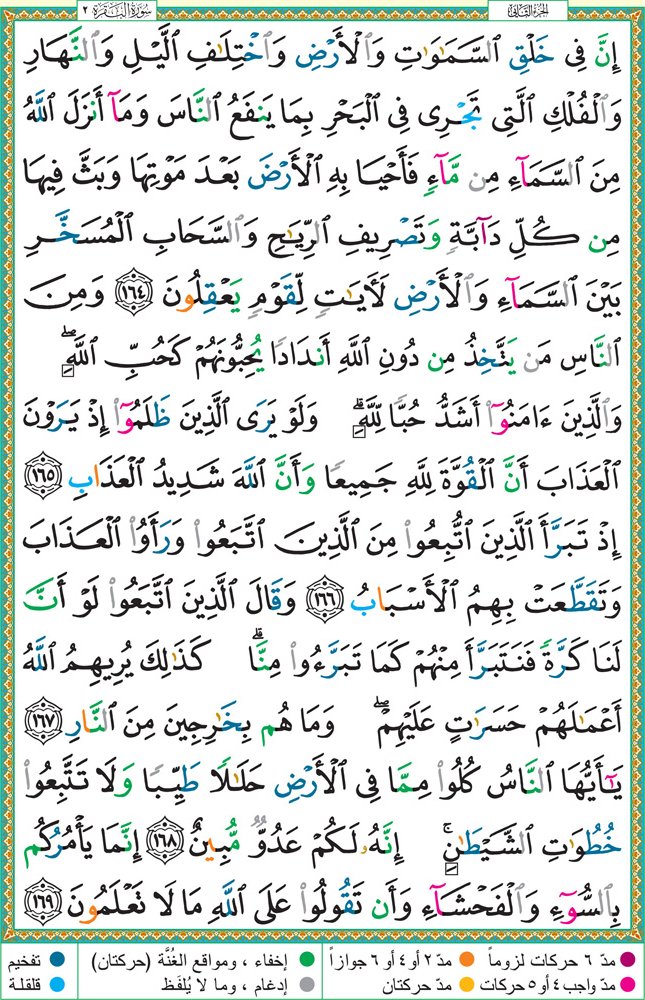 الجزء الثاني
سورة البقرة ٢
إِنَّ فِى خَلْقِ ٱلسَّمَٰوَٰتِ وَٱلْأَرْضِ وَٱخْتِلَٰفِ ٱلَّيْلِ وَٱلنَّهَارِ
وَٱلْفُلْكِ ٱلَّتِى تَجْرِى فِى ٱلْبَحْرِ بِمَا يَنفَعُ ٱلنَّاسَ وَمَآ أَنزَلَ ٱللَّهُ
مِنَ ٱلسَّمَآءِ مِن مَّآءٍ فَأَحْيَا بِهِ ٱلْأَرْضَ بَعْدَ مَوْتِهَا وَبَثَّ فِيهَا
مِن كُلِّ دَآبَّةٍ وَتَصْرِيفِ ٱلرِّيَٰحِ وَٱلسَّحَابِ ٱلْمُسَخَّرِ
بَيْنَ ٱلسَّمَآءِ وَٱلْأَرْضِ لَأٓيَٰتٍ لِّقَوْمٍ يَعْقِلُونَ ١٦٤ وَمِنَ
ٱلنَّاسِ مَن يَتَّخِذُ مِن دُونِ ٱللَّهِ أَندَادًا يُحِبُّونَهُمْ كَحُبِّ ٱللَّهِ ۖ
وَٱلَّذِينَ ءَامَنُوٓا۟ أَشَدُّ حُبًّا لِّلَّهِ ۗ وَلَوْ يَرَى ٱلَّذِينَ ظَلَمُوٓا۟ إِذْ يَرَوْنَ
ٱلْعَذَابَ أَنَّ ٱلْقُوَّةَ لِلَّهِ جَمِيعًا وَأَنَّ ٱللَّهَ شَدِيدُ ٱلْعَذَابِ ١٦٥
إِذْ تَبَرَّأَ ٱلَّذِينَ ٱتُّبِعُوا۟ مِنَ ٱلَّذِينَ ٱتَّبَعُوا۟ وَرَأَوُا۟ ٱلْعَذَابَ
وَتَقَطَّعَتْ بِهِمُ ٱلْأَسْبَابُ ١٦٦ وَقَالَ ٱلَّذِينَ ٱتَّبَعُوا۟ لَوْ أَنَّ
لَنَا كَرَّةً فَنَتَبَرَّأَ مِنْهُمْ كَمَا تَبَرَّءُوا۟ مِنَّا ۗ كَذَٰلِكَ يُرِيهِمُ ٱللَّهُ
أَعْمَٰلَهُمْ حَسَرَٰتٍ عَلَيْهِمْ ۖ وَمَا هُم بِخَٰرِجِينَ مِنَ ٱلنَّارِ ١٦٧
يَٰٓأَيُّهَا ٱلنَّاسُ كُلُوا۟ مِمَّا فِى ٱلْأَرْضِ حَلَٰلًا طَيِّبًا وَلَا تَتَّبِعُوا۟
خُطُوَٰتِ ٱلشَّيْطَٰنِ ۚ إِنَّهُۥ لَكُمْ عَدُوٌّ مُّبِينٌ ١٦٨ إِنَّمَا يَأْمُرُكُم
بِٱلسُّوٓءِ وَٱلْفَحْشَآءِ وَأَن تَقُولُوا۟ عَلَى ٱللَّهِ مَا لَا تَعْلَمُونَ ١٦٩
مدّ ٦ حركات لزوماً مدّ ٢ أو ٤ أو ٦ جوازاً إخفاء ، ومواقع الغُنَّة (حركتان) تفخيم
مدّ واجب ٤ أو ٥ حركات مدّ حركتان إدغام ، وما لا يُلفَظ قلقلة